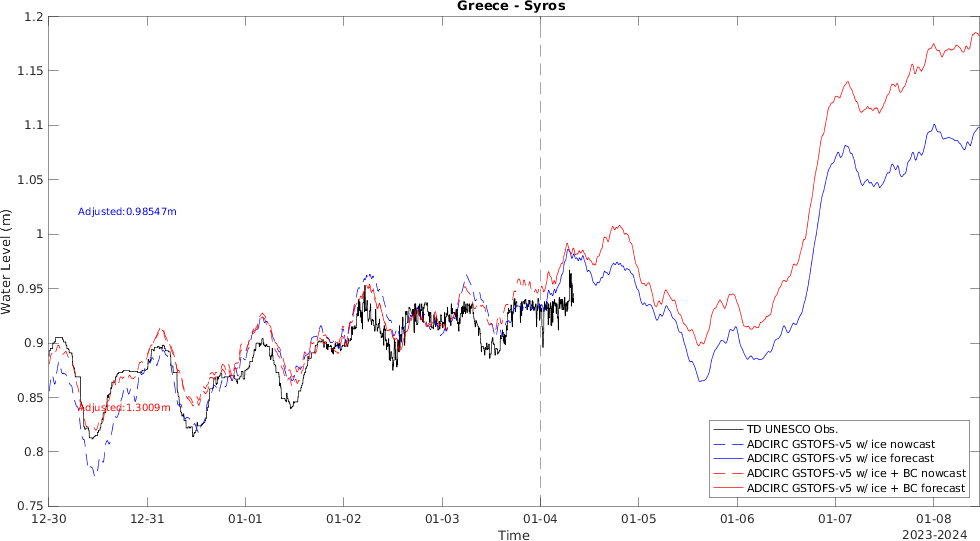 Greece - Syros
1.2
1.15
1.1
1.05
1
0.95
0.9
0.85
0.8
0.75
Water Level (m)
Adjusted:0.98547m
Adjusted:1.3009m
TD UNESCO Obs.
ADCIRC GSTOFS-v5 w/ ice nowcast
ADCIRC GSTOFS-v5 w/ ice forecast
ADCIRC GSTOFS-v5 w/ ice + BC nowcast
ADCIRC GSTOFS-v5 w/ ice + BC forecast
12-30 12-31 01-01 01-02 01-03 01-04 01-05 01-06 01-07 01-08
Time
2023-2024